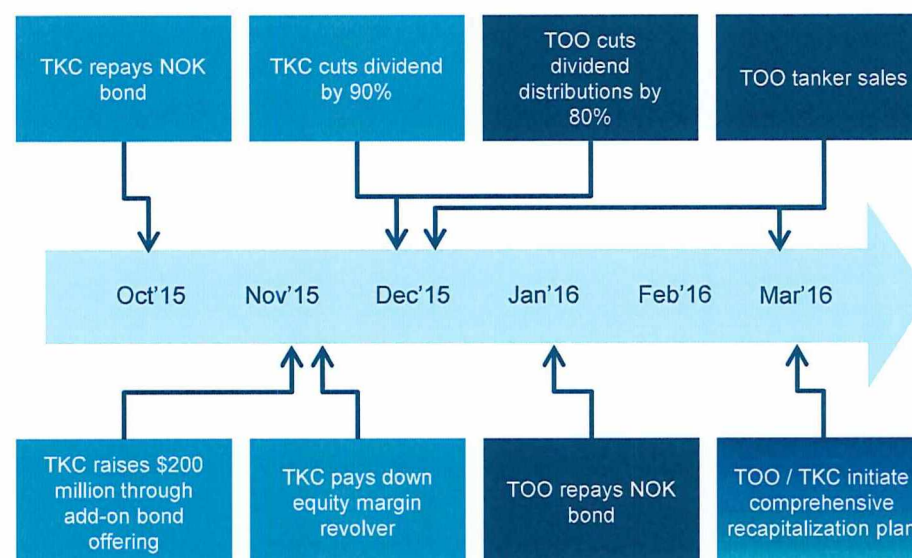 TKC repays NOK
bond
TKC cuts dividend
by 90%
TOO cuts
dividend
distributions by
80%
TOO tanker sales
Oct'15
Nov'15
Dec'15
Jan'16
Feb'16
Mar'16
TKC raises $200
million through
add-on bond
offering
TKC pays down
equity margin
revolver
TOO repays NOK
bond
TOO / TKC initiate
comprehensive
recapitalization plan